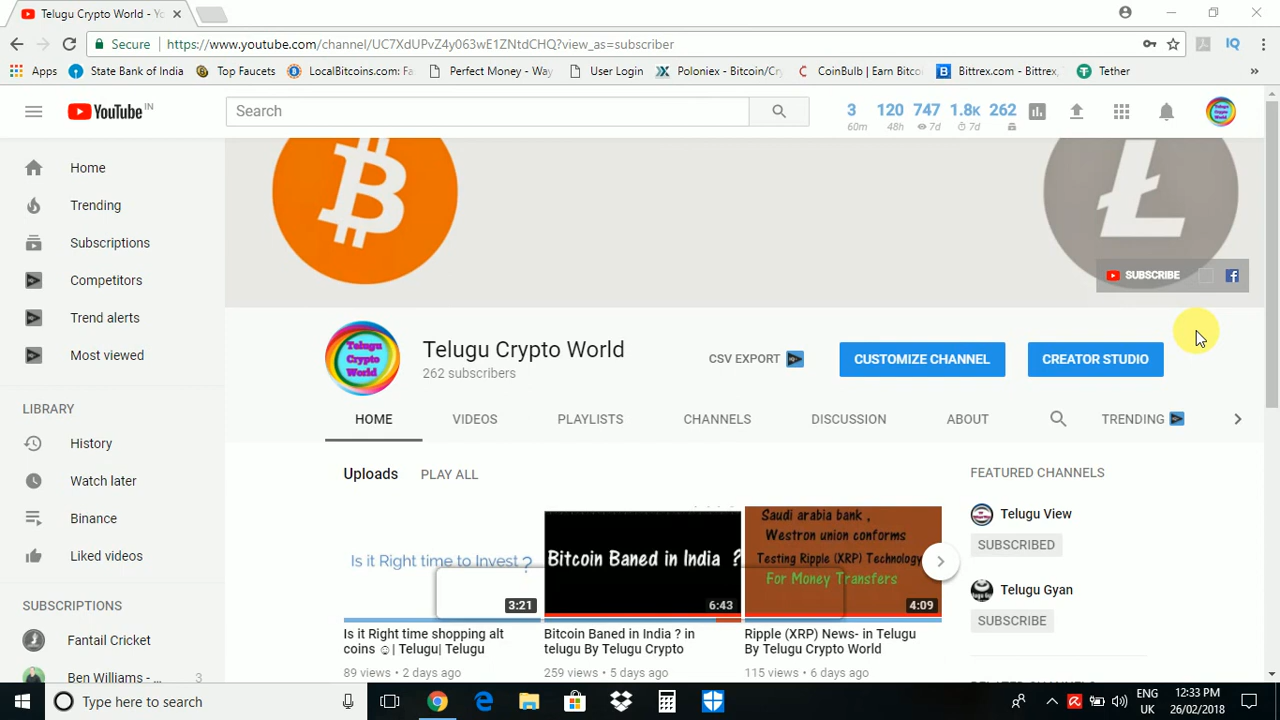 Telugu Crypto World - Yo
Secure
https://www.youtube.com/channel/UC7XdUPvZ4y063wE1ZNtdCHQ?view_as=subscriber
Apps
State Bank of India
Top Faucets
LocalBitcoins.com: Fa
Perfect Money - Way
User Login
Poloniex - Bitcoin/Cry
CoinBulb | Earn Bitco
Bittrex.com - Bittrex,
Tether
YouTube IN
Search
3 120 747 1.8K 262
60m 48h 7d 7d
SUBSCRIBE
Home
Trending
Subscriptions
Competitors
Trend alerts
Most viewed
LIBRARY
History
Watch later
Binance
Liked videos
SUBSCRIPTIONS
Fantail Cricket
Ben Williams - ... 3
Telugu
Crypto
World
Telugu Crypto World
262 subscribers
CSV EXPORT
CUSTOMIZE CHANNEL
CREATOR STUDIO
HOME VIDEOS PLAYLISTS CHANNELS DISCUSSION ABOUT TRENDING
Uploads PLAY ALL
Is it Right time to Invest ?
3:21
Is it Right time shopping alt
coins ☺| Telugu| Telugu
89 views • 2 days ago
Bitcoin Baned in India ?
6:43
Bitcoin Baned in India ? in
telugu By Telugu Crypto
259 views • 5 days ago
Saudi arabia bank ,
Westron union conforms
Testing Ripple (XRP) Technology
For Money Transfers
4:09
Ripple (XRP) News- in Telugu
By Telugu Crypto World
115 views • 6 days ago
FEATURED CHANNELS
Telugu View
SUBSCRIBED
Telugu Gyan
SUBSCRIBE
Type here to search
ENG
UK
12:33 PM
26/02/2018